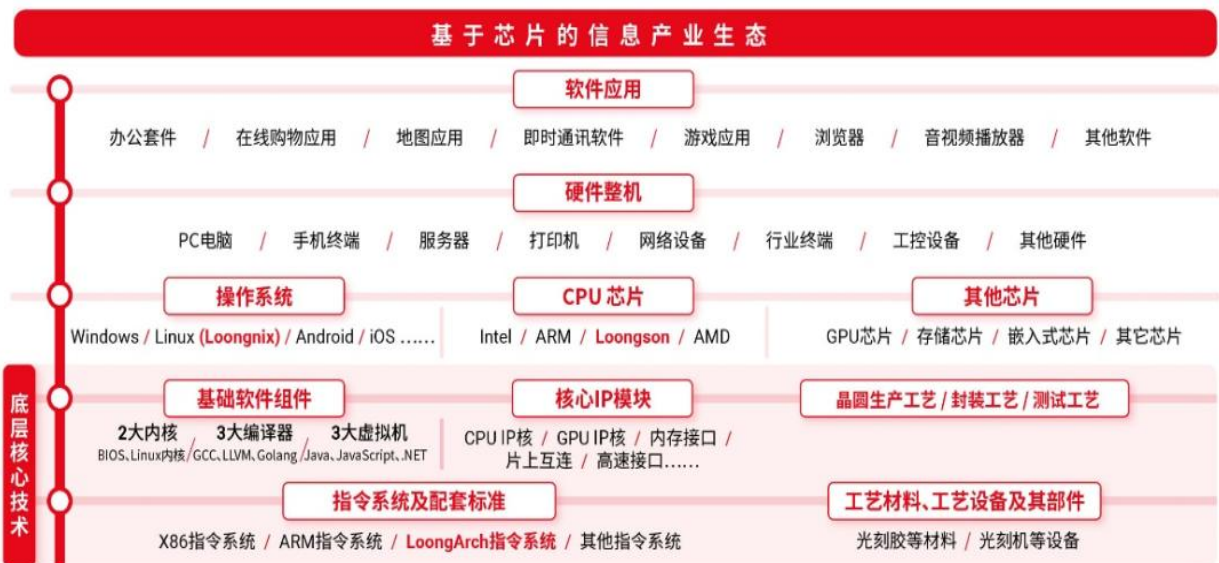 基于芯片的信息产业生态
软件应用
办公套件 / 在线购物应用 / 地图应用 / 即时通讯软件 / 游戏应用 / 浏览器 / 音视频播放器 / 其他软件
硬件整机
PC电脑 / 手机终端 / 服务器 / 打印机 / 网络设备 / 行业终端 / 工控设备 / 其他硬件
操作系统
Windows / Linux (Loongnix) / Android / iOS ……
CPU 芯片
Intel / ARM / Loongson / AMD
其他芯片
GPU芯片 / 存储芯片 / 嵌入式芯片 / 其它芯片
底层核心技术
基础软件组件
2大内核 / 3大编译器 / 3大虚拟机
BIOS、Linux内核 / GCC、LLVM、Golang / Java、JavaScript、.NET
核心IP模块
CPU IP核 / GPU IP核 / 内存接口 /
片上互连 / 高速接口……
晶圆生产工艺 / 封装工艺 / 测试工艺
指令系统及配套标准
X86指令系统 / ARM指令系统 / LoongArch指令系统 / 其他指令系统
工艺材料、工艺设备及其部件
光刻胶等材料 / 光刻机等设备